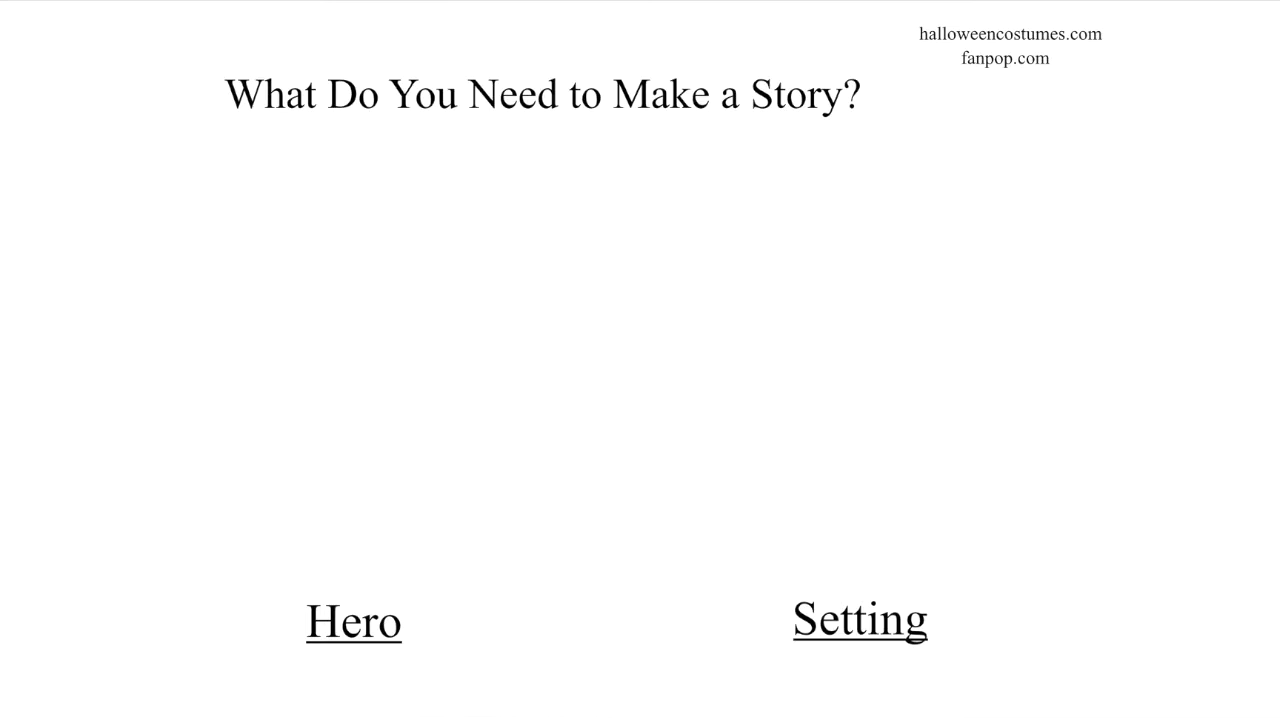 halloweencostumes.com
fanpop.com
What Do You Need to Make a Story?
Hero
Setting